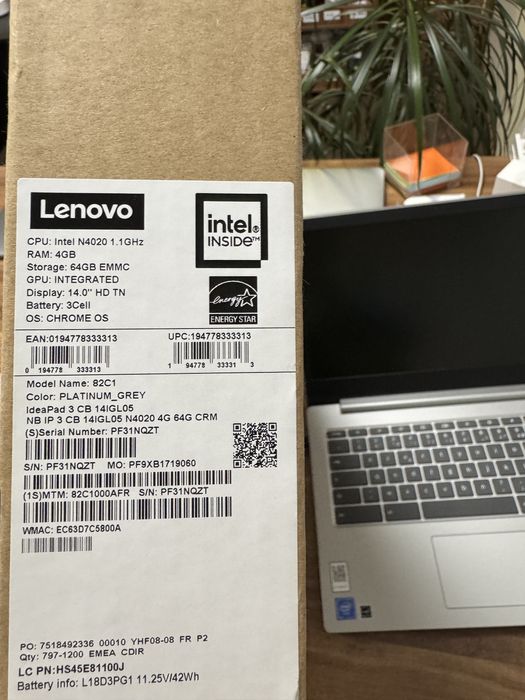 Lenovo
intel®
INSIDE™
CPU: Intel N4020 1.1GHz
RAM: 4GB
Storage: 64GB EMMC
GPU: INTEGRATED
Display: 14.0'' HD TN
Battery: 3Cell
OS: CHROME OS
energy
ENERGY STAR
EAN:0194778333313
UPC:194778333313
0 194778 333313
1 94778 33331 3
Model Name: 82C1
Color: PLATINUM_GREY
IdeaPad 3 CB 14IGL05
NB IP 3 CB 14IGL05 N4020 4G 64G CRM
(S)Serial Number: PF31NQZT
S/N: PF31NQZT MO: PF9XB1719060
(1S)MTM: 82C1000AFR S/N: PF31NQZT
WMAC: EC63D7C5800A
PO: 7518492336 00010 YHF08-08 FR P2
Qty: 797-1200 EMEA CDIR
LC PN:HS45E81100J
Battery info: L18D3PG1 11.25V/42Wh